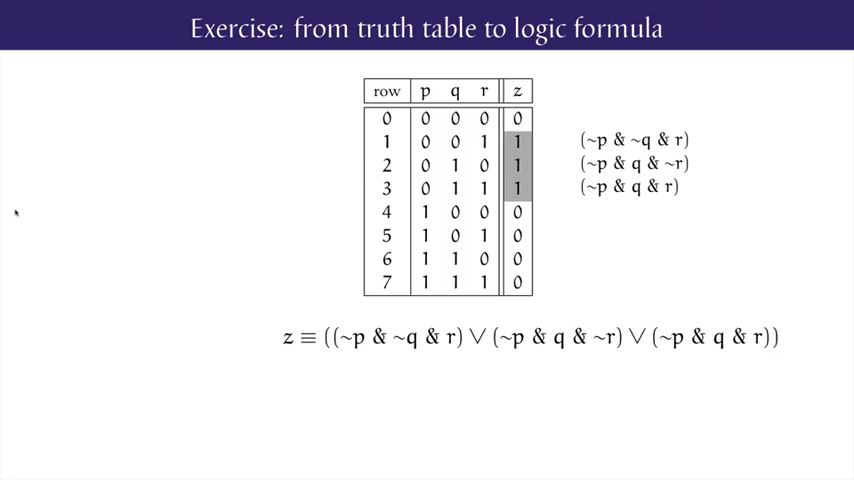 Exercise: from truth table to logic formula
row p q r z
0 0 0 0 0
1 0 0 1 1 (~p & ~q & r)
2 0 1 0 1 (~p & q & ~r)
3 0 1 1 1 (~p & q & r)
4 1 0 0 0
5 1 0 1 0
6 1 1 0 0
7 1 1 1 0
z ≡ ((~p & ~q & r) ∨ (~p & q & ~r) ∨ (~p & q & r))